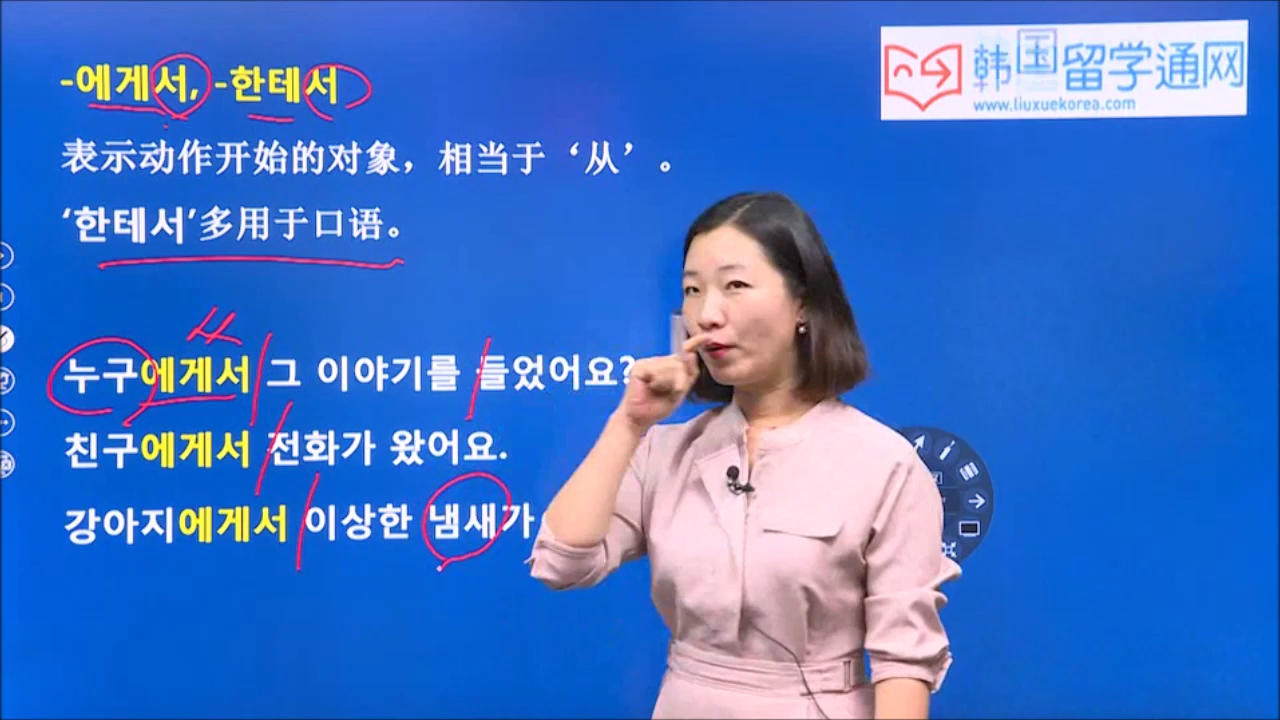 -에게서, -한테서
表示动作开始的对象，相当于‘从’。
‘한테서’多用于口语。
누구에게서 그 이야기를 들었어요?
친구에게서 전화가 왔어요.
강아지에게서 이상한 냄새가
韩国留学通网
www.liuxuekorea.com